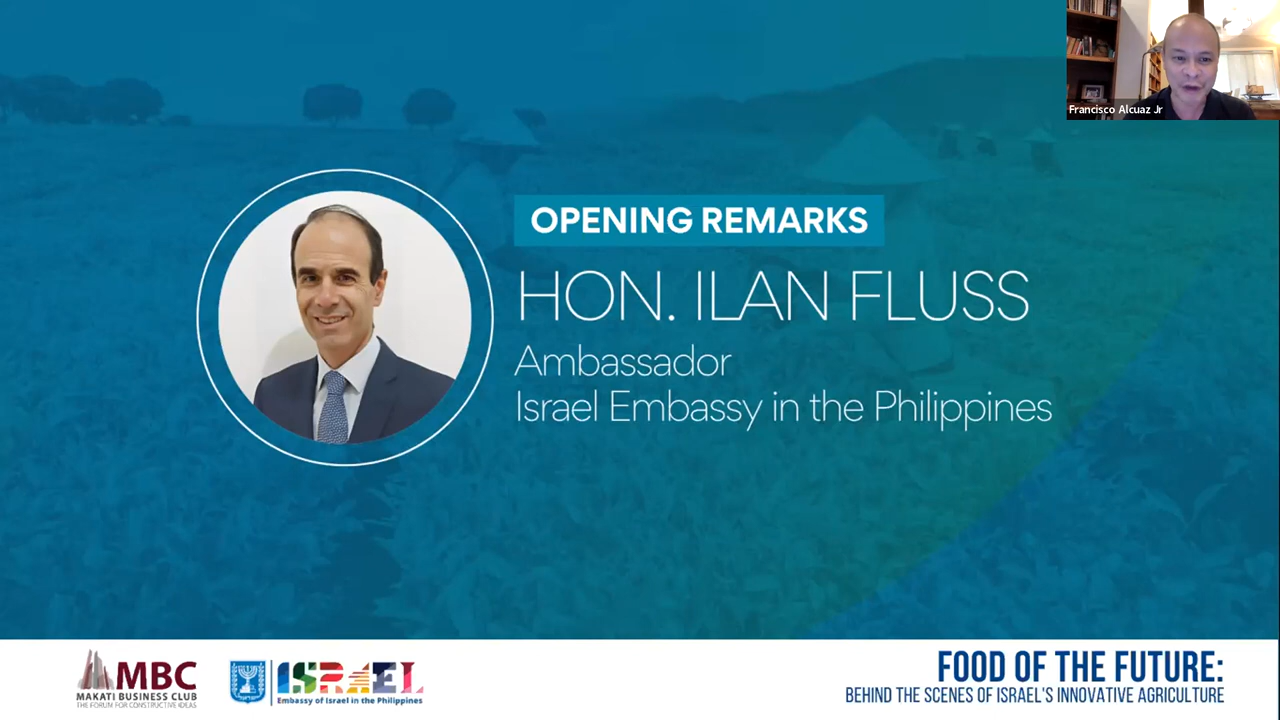 Francisco Alcuaz Jr
OPENING REMARKS
HON. ILAN FLUSS
Ambassador
Israel Embassy in the Philippines
MBC
MAKATI BUSINESS CLUB
THE FORUM FOR CONSTRUCTIVE IDEAS
ISRAEL
Embassy of Israel in the Philippines
FOOD OF THE FUTURE:
BEHIND THE SCENES OF ISRAEL'S INNOVATIVE AGRICULTURE